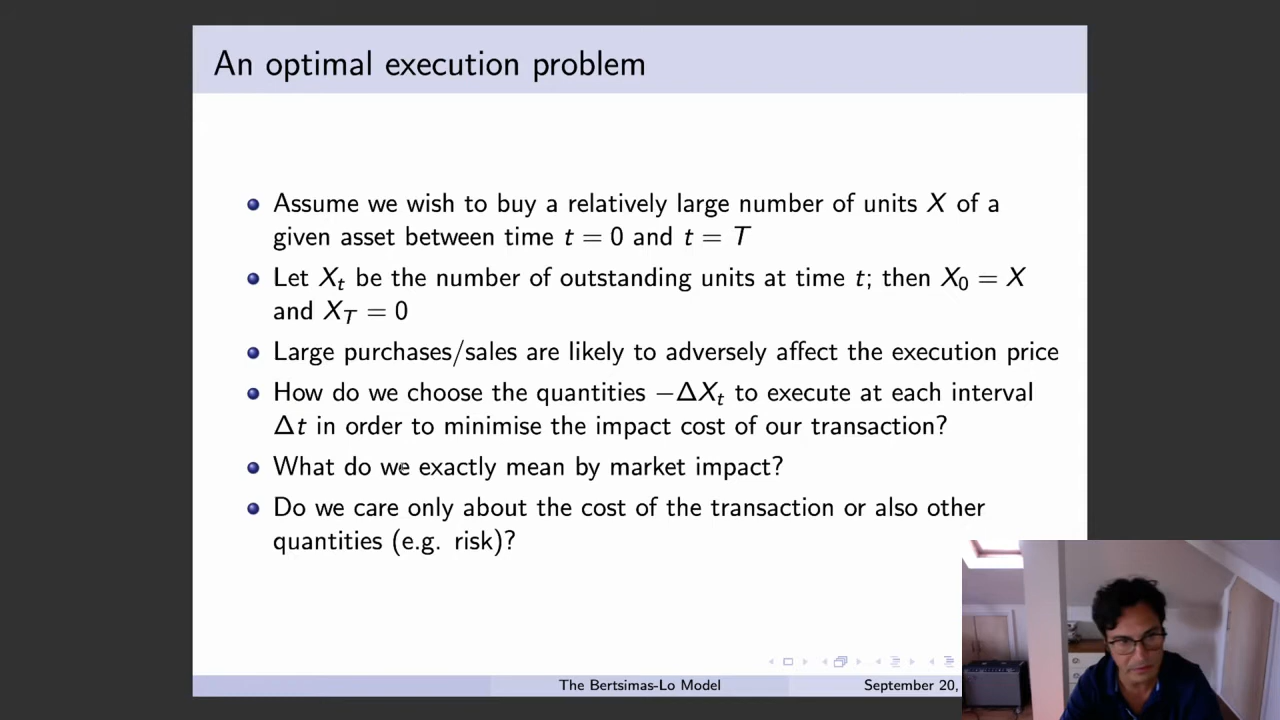 An optimal execution problem
Assume we wish to buy a relatively large number of units X of a
given asset between time t = 0 and t = T
Let X_t be the number of outstanding units at time t; then X_0 = X
and X_T = 0
Large purchases/sales are likely to adversely affect the execution price
How do we choose the quantities −ΔX_t to execute at each interval
Δt in order to minimise the impact cost of our transaction?
What do we exactly mean by market impact?
Do we care only about the cost of the transaction or also other
quantities (e.g. risk)?
The Bertsimas-Lo Model
September 20,